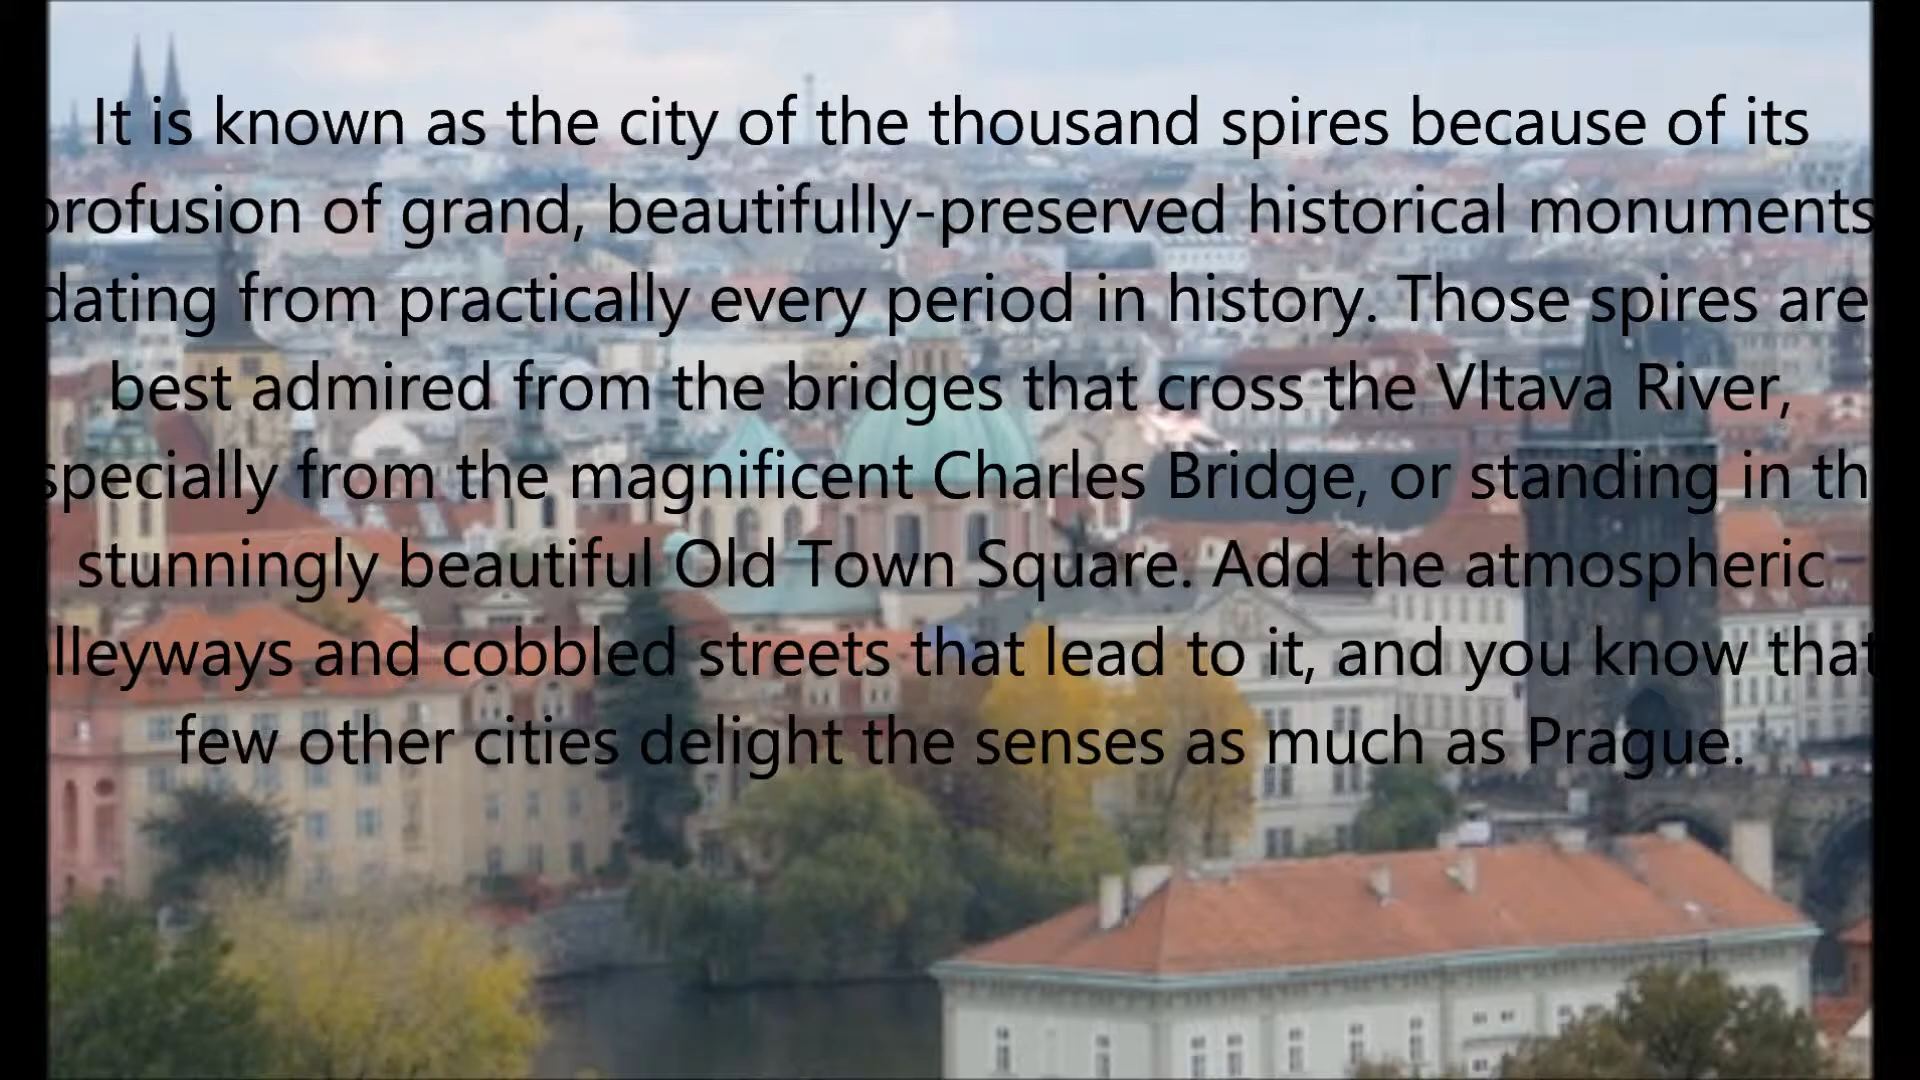 It is known as the city of the thousand spires because of its
profusion of grand, beautifully-preserved historical monuments
dating from practically every period in history. Those spires are
best admired from the bridges that cross the Vltava River,
specially from the magnificent Charles Bridge, or standing in th
stunningly beautiful Old Town Square. Add the atmospheric
lleyways and cobbled streets that lead to it, and you know that
few other cities delight the senses as much as Prague.